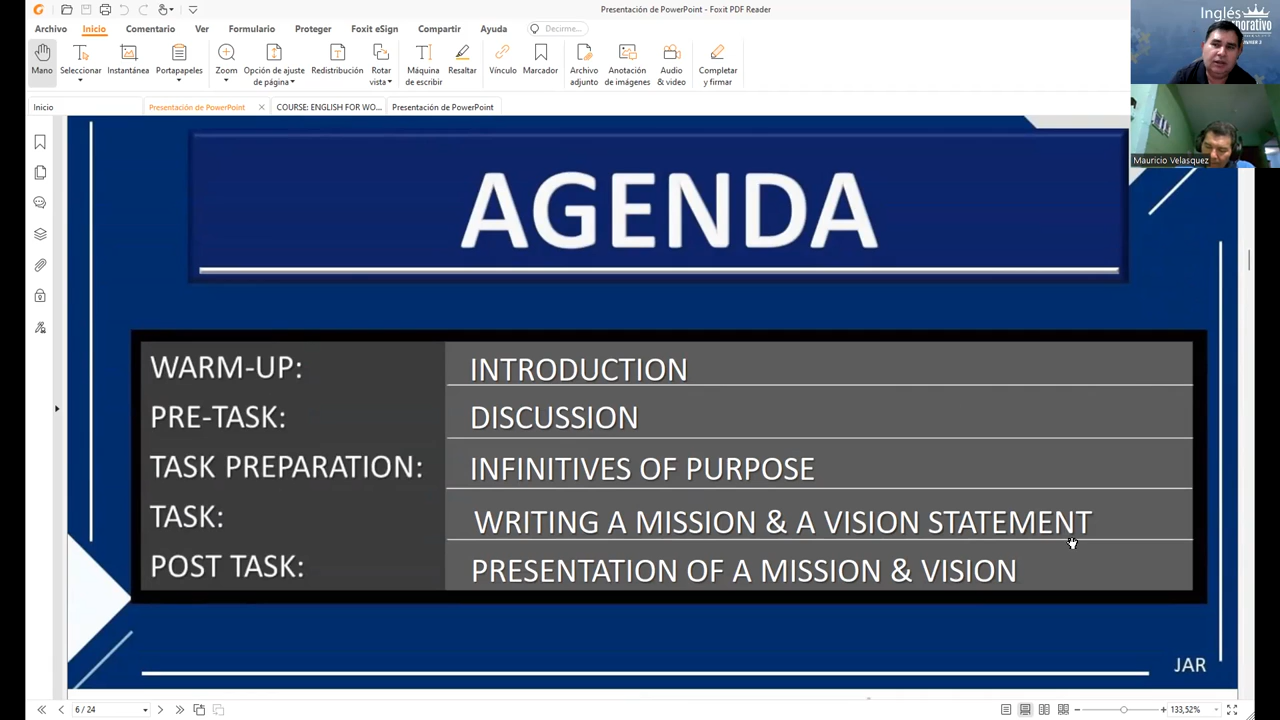 Presentación de PowerPoint - Foxit PDF Reader
Archivo Inicio Comentario Ver Formulario Proteger Foxit eSign Compartir Ayuda Decirme...
Mano Seleccionar Instantánea Portapapeles Zoom Opción de ajuste de página Redistribución Rotar vista Máquina de escribir Resaltar Vínculo Marcador Archivo adjunto Anotación de imágenes Audio & video Completar y firmar
Inicio Presentación de PowerPoint COURSE: ENGLISH FOR WO... Presentación de PowerPoint
Inglés
Mauricio Velasquez
AGENDA
WARM-UP: INTRODUCTION
PRE-TASK: DISCUSSION
TASK PREPARATION: INFINITIVES OF PURPOSE
TASK: WRITING A MISSION & A VISION STATEMENT
POST TASK: PRESENTATION OF A MISSION & VISION
JAR
6 / 24
133,52%